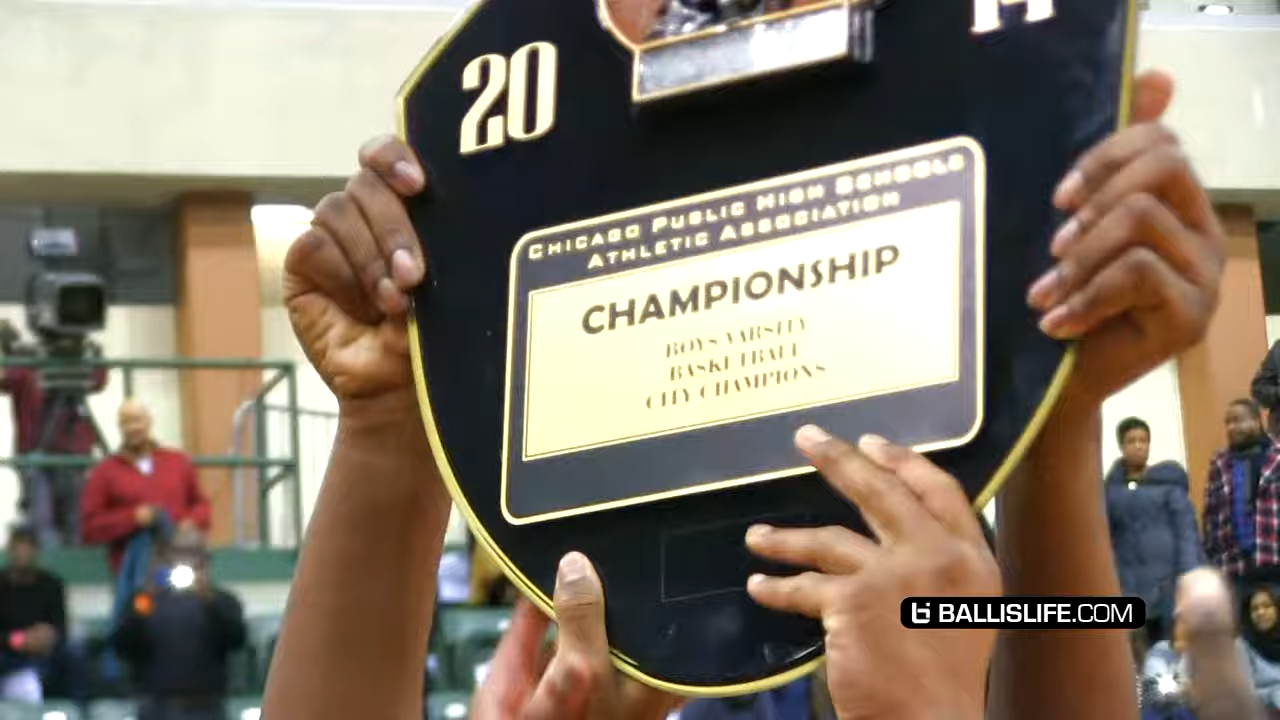 20 14
CHICAGO PUBLIC HIGH SCHOOLS
ATHLETIC ASSOCIATION
CHAMPIONSHIP
BOYS VARSITY
BASKETBALL
CITY CHAMPIONS
BALLISLIFE.COM